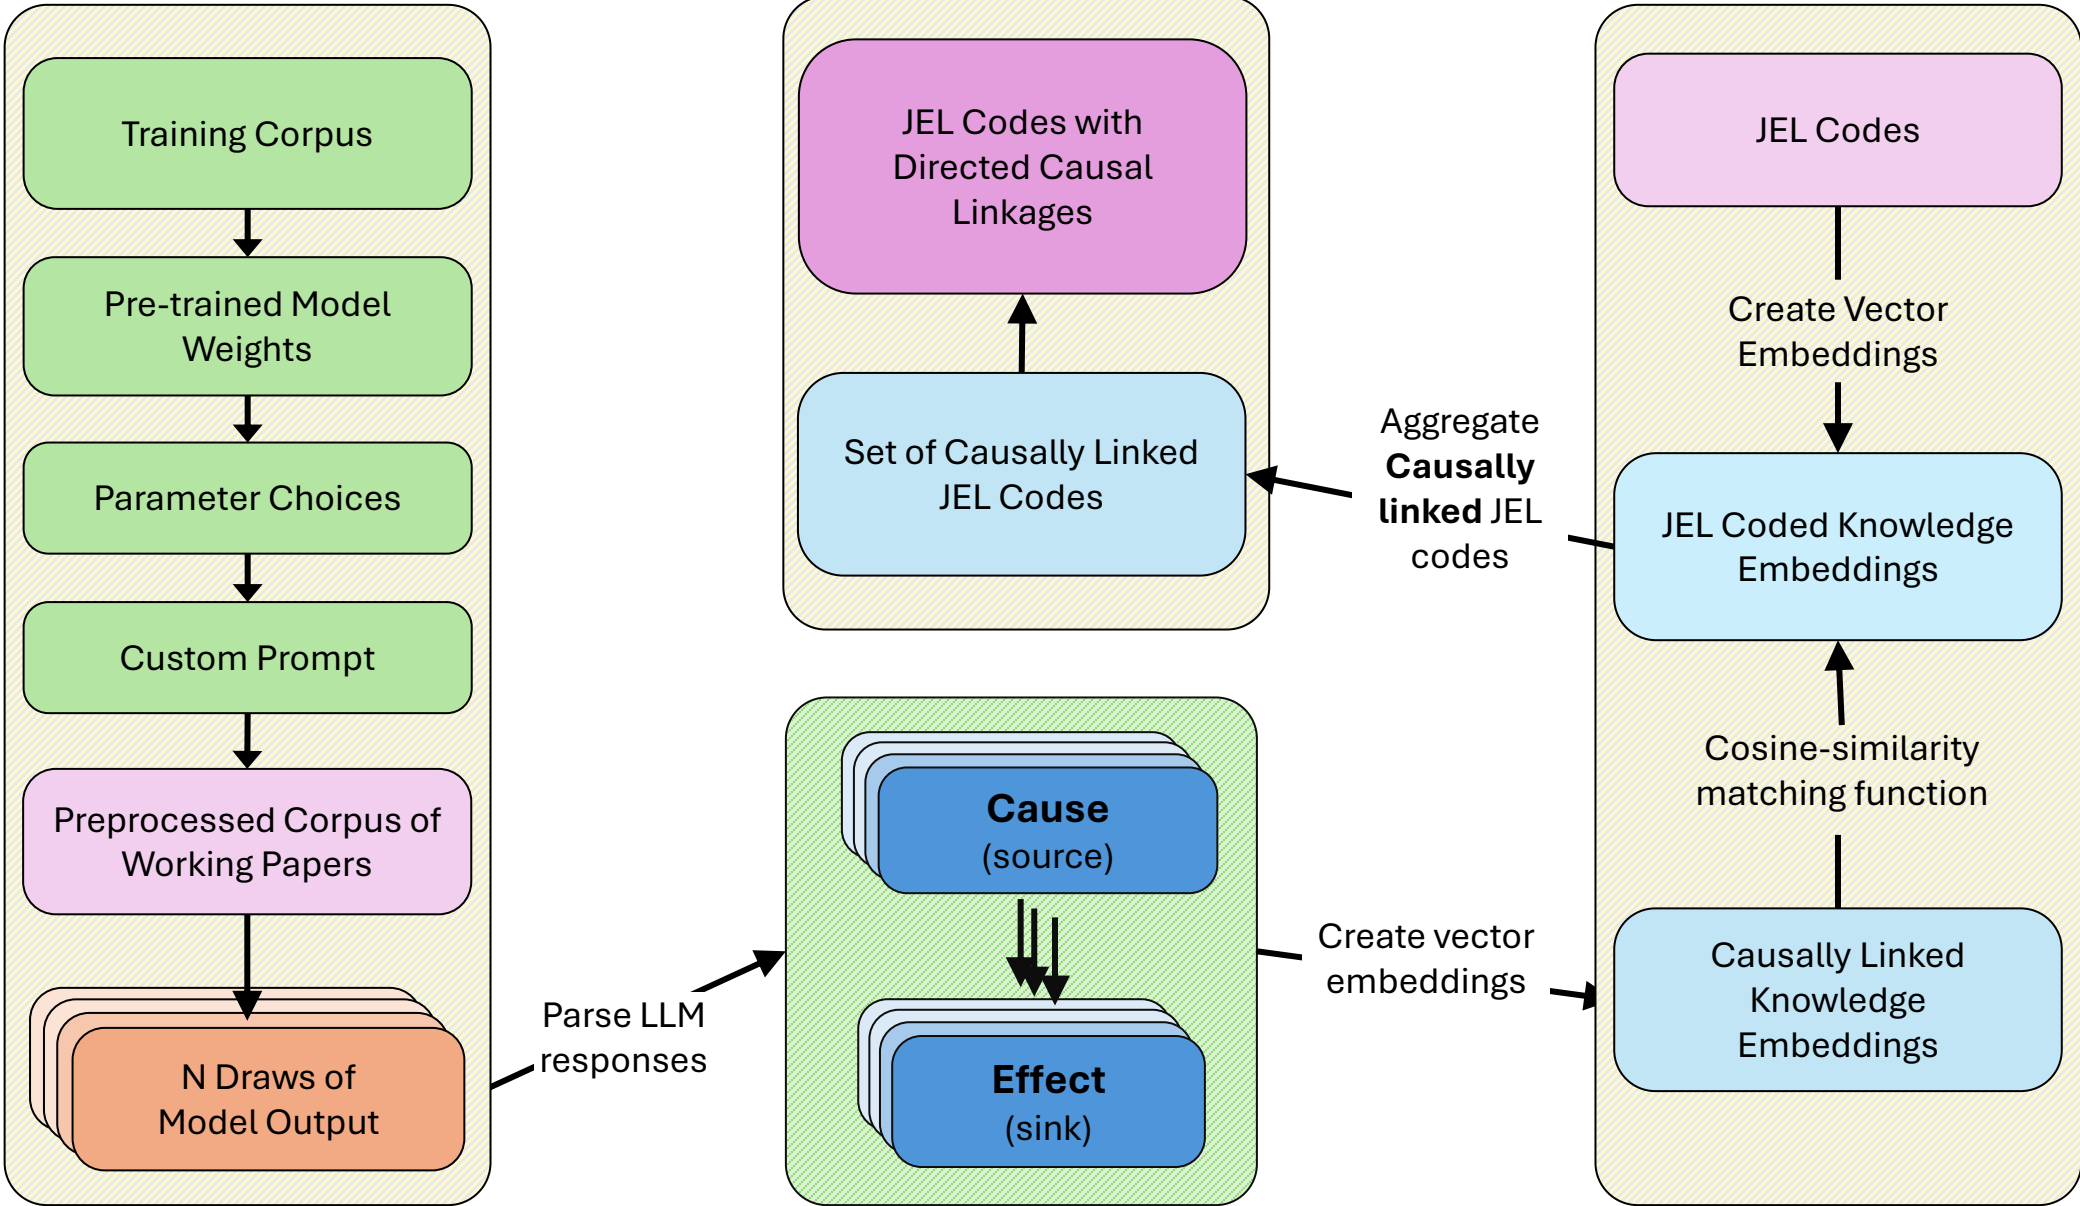 Training Corpus
Pre-trained Model
Weights
Parameter Choices
Custom Prompt
Preprocessed Corpus of
Working Papers
N Draws of
Model Output
Parse LLM
responses
Cause
(source)
Effect
(sink)
Create vector
embeddings
Causally Linked
Knowledge
Embeddings
Cosine-similarity
matching function
JEL Codes
Create Vector
Embeddings
JEL Coded Knowledge
Embeddings
Aggregate
Causally
linked JEL
codes
Set of Causally Linked
JEL Codes
JEL Codes with
Directed Causal
Linkages